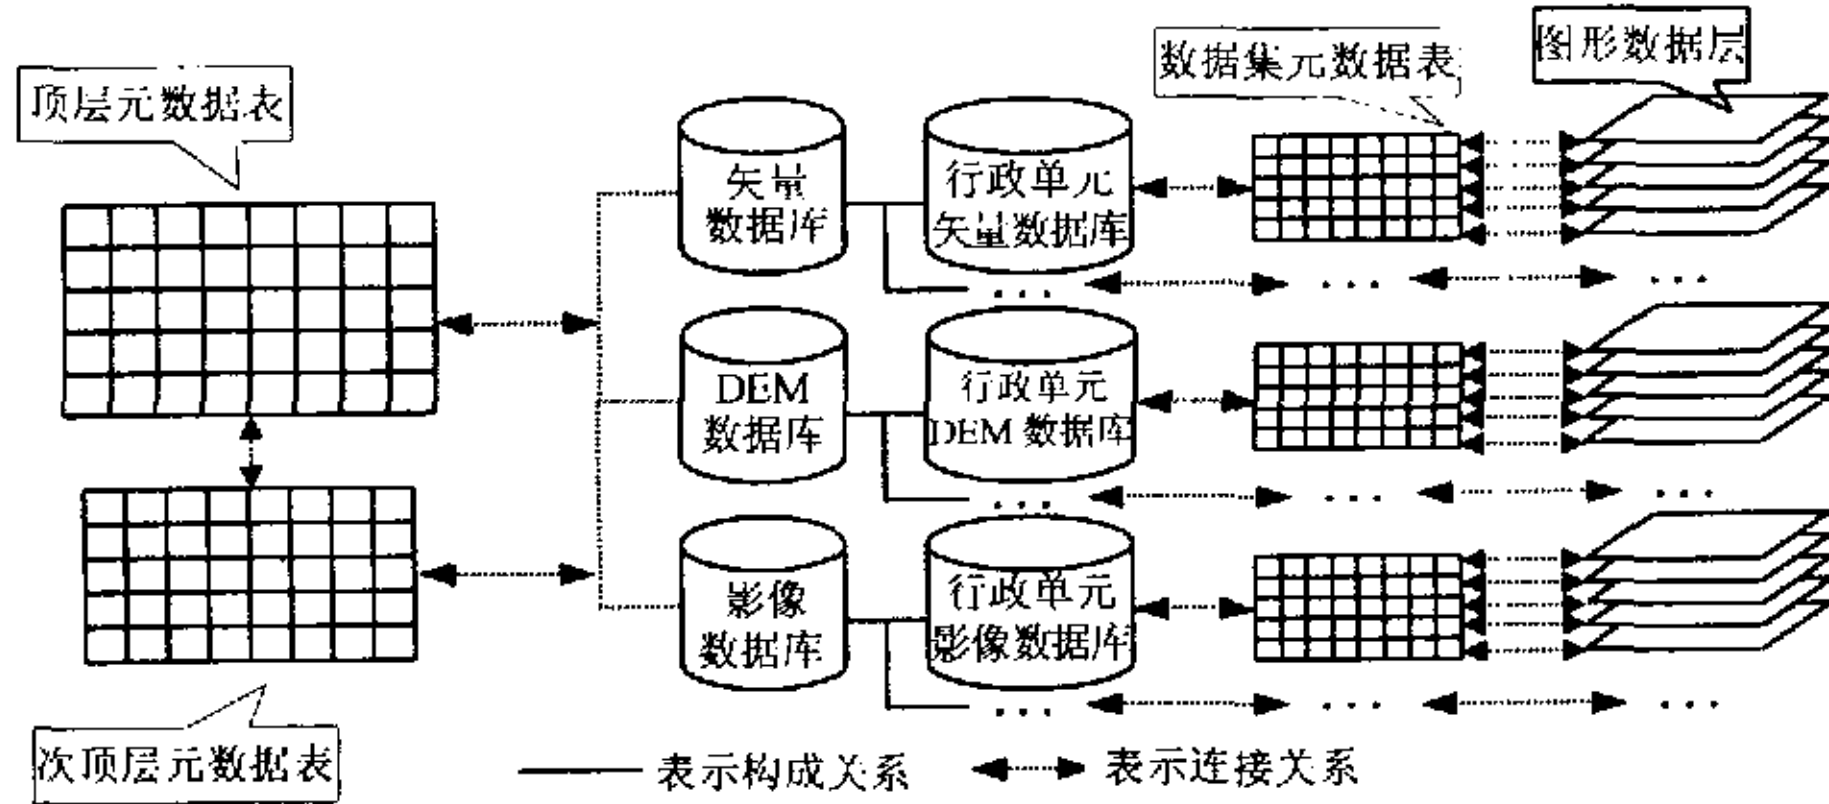 顶层元数据表
数据集元数据表
图形数据层
矢量
数据库
行政单元
矢量数据库
...
...
...
DEM
数据库
行政单元
DEM 数据库
...
...
...
影像
数据库
行政单元
影像数据库
...
...
...
次顶层元数据表
表示构成关系
表示连接关系